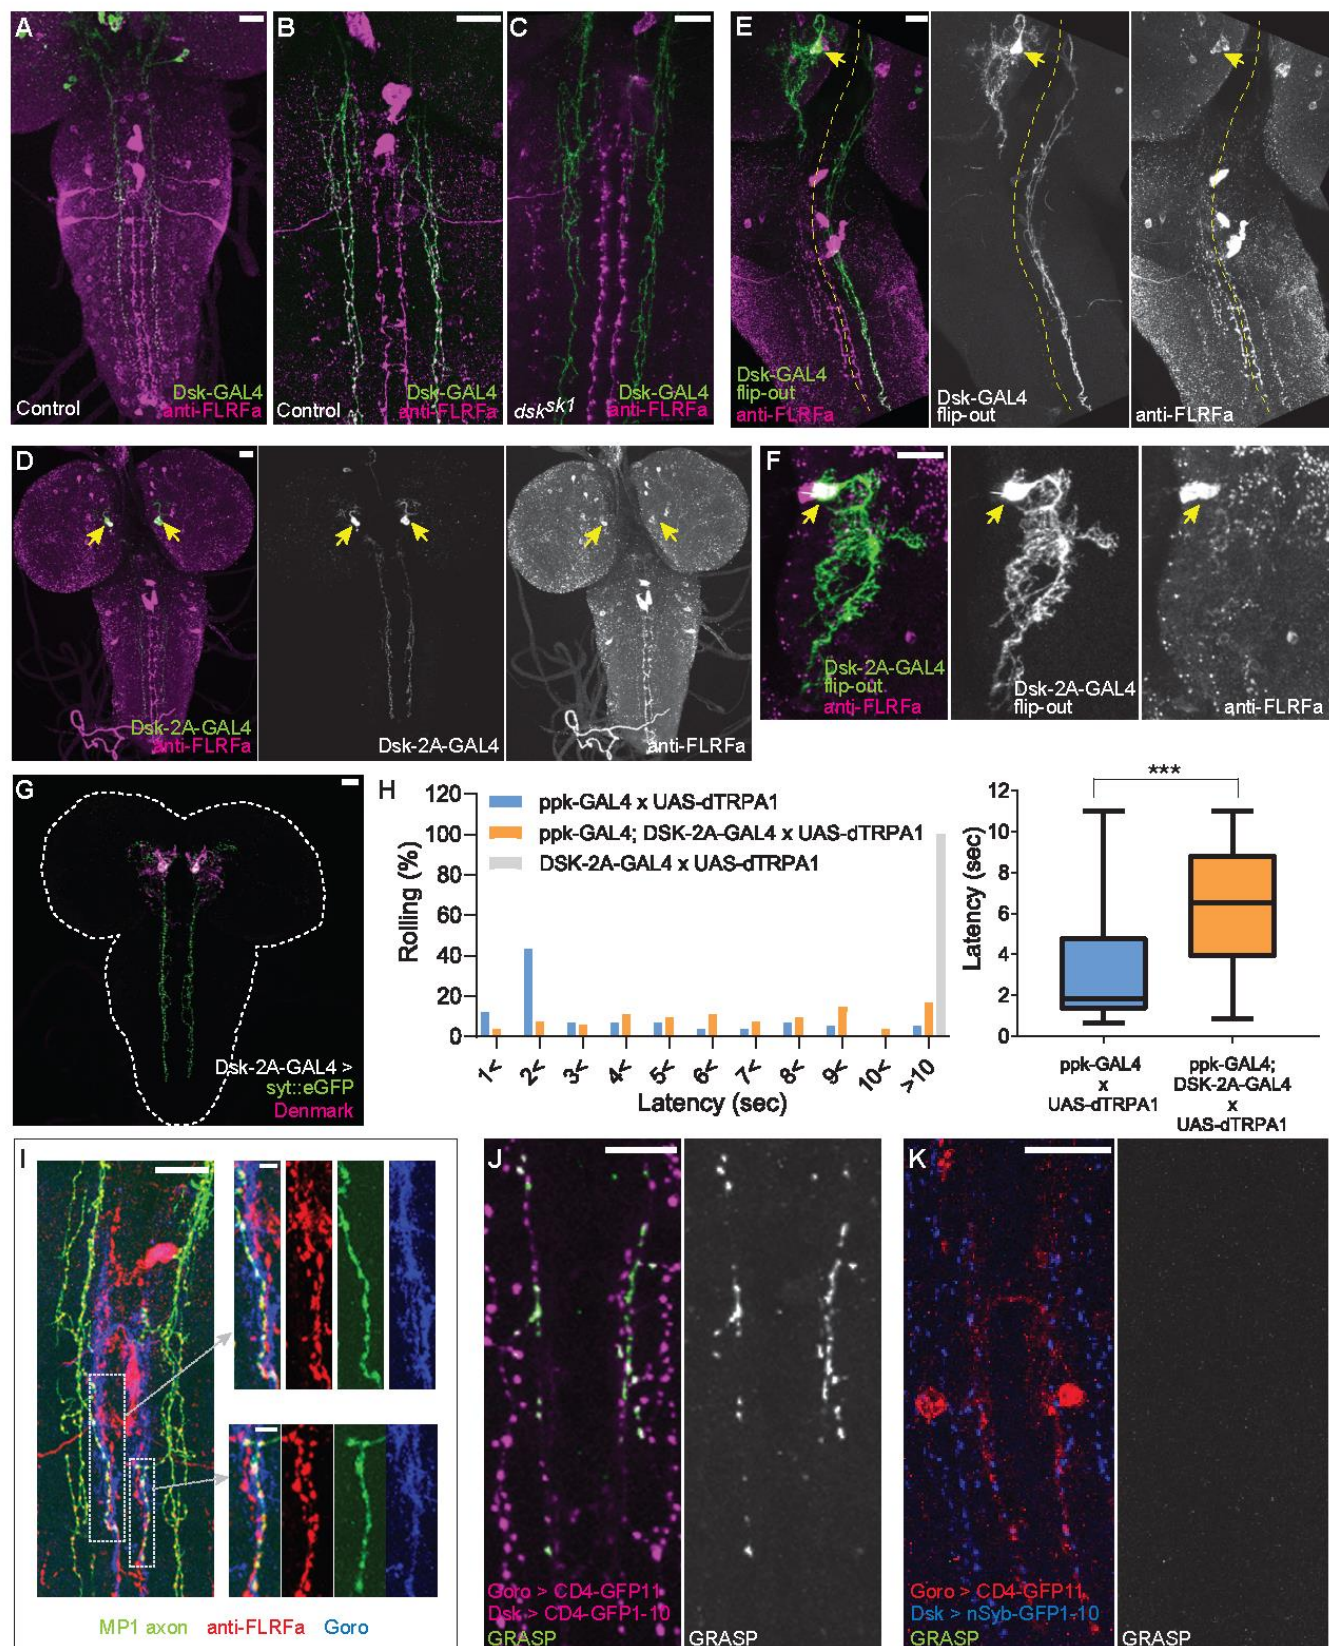 A
Control
Dsk-GAL4
anti-FLRFa
B
Control
Dsk-GAL4
anti-FLRFa
C
dsk^sk1
Dsk-GAL4
anti-FLRFa
E
Dsk-GAL4
flip-out
anti-FLRFa
Dsk-GAL4
flip-out
anti-FLRFa
D
Dsk-2A-GAL4
anti-FLRFa
Dsk-2A-GAL4
anti-FLRFa
F
Dsk-2A-GAL4
flip-out
anti-FLRFa
Dsk-2A-GAL4
flip-out
anti-FLRFa
G
Dsk-2A-GAL4 >
syt::eGFP
Denmark
H
ppk-GAL4 x UAS-dTRPA1
ppk-GAL4; DSK-2A-GAL4 x UAS-dTRPA1
DSK-2A-GAL4 x UAS-dTRPA1
Rolling (%)
120
100
80
60
40
20
0
1<
2<
3<
4<
5<
6<
7<
8<
9<
10<
>10
Latency (sec)
***
Latency (sec)
12
10
8
6
4
2
0
ppk-GAL4
x
UAS-dTRPA1
ppk-GAL4;
DSK-2A-GAL4
x
UAS-dTRPA1
I
MP1 axon anti-FLRFa Goro
J
Goro > CD4-GFP11
Dsk > CD4-GFP1-10
GRASP
GRASP
K
Goro > CD4-GFP11
Dsk > nSyb-GFP1-10
GRASP
GRASP